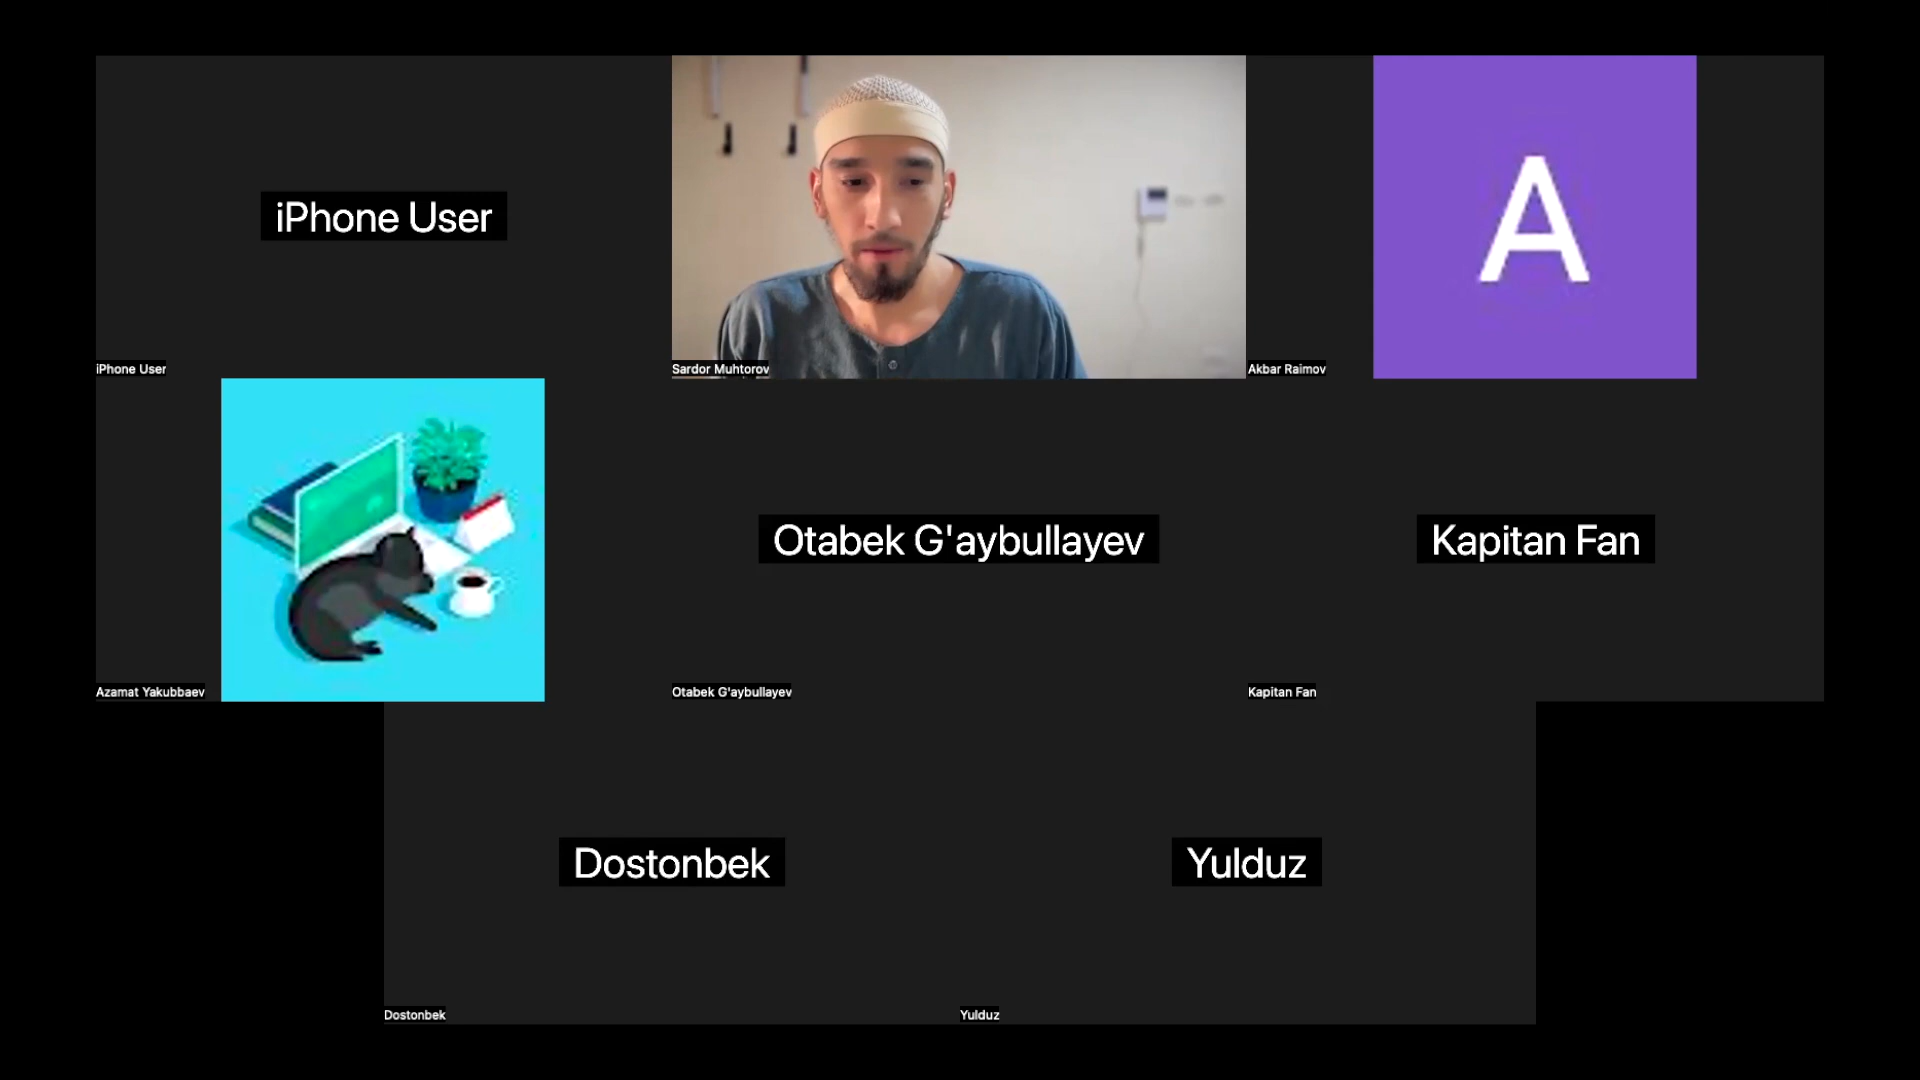 iPhone User
iPhone User
Sardor Muhtorov
A
Akbar Raimov
Azamat Yakubbaev
Otabek G'aybullayev
Otabek G'aybullayev
Kapitan Fan
Kapitan Fan
Dostonbek
Dostonbek
Yulduz
Yulduz